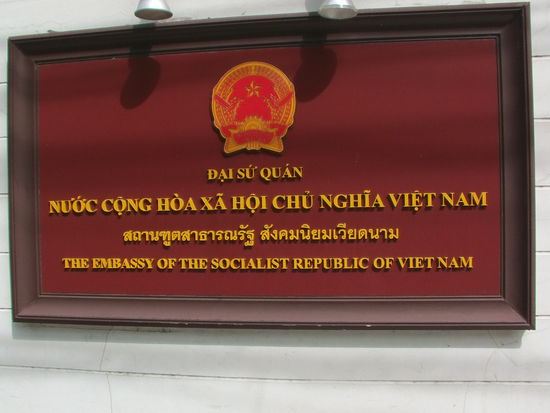 ĐẠI SỨ QUÁN
NƯỚC CỘNG HÒA XÃ HỘI CHỦ NGHĨA VIỆT NAM
สถานฑูตสาธารณรัฐ สังคมนิยมเวียดนาม
THE EMBASSY OF THE SOCIALIST REPUBLIC OF VIET NAM